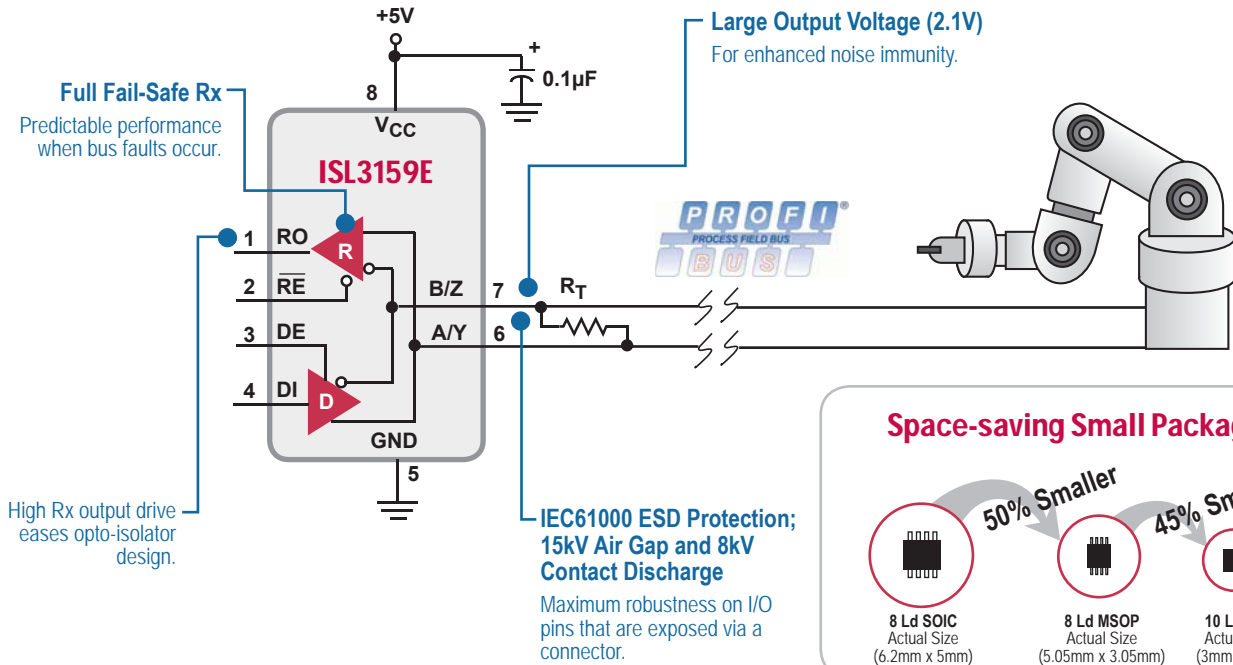 +5V
+
0.1µF
8
VCC
ISL3159E
Full Fail-Safe Rx
Predictable performance
when bus faults occur.
Large Output Voltage (2.1V)
For enhanced noise immunity.
PROFI®
PROCESS FIELD BUS
BUS
1 RO
R
2 RE
3 DE
4 DI
D
B/Z 7
RT
A/Y 6
GND
5
High Rx output drive
eases opto-isolator
design.
IEC61000 ESD Protection;
15kV Air Gap and 8kV
Contact Discharge
Maximum robustness on I/O
pins that are exposed via a
connector.
Space-saving Small Packag
50% Smaller
45% Sm
8 Ld SOIC
Actual Size
(6.2mm x 5mm)
8 Ld MSOP
Actual Size
(5.05mm x 3.05mm)
10 L
Actu
(3mm